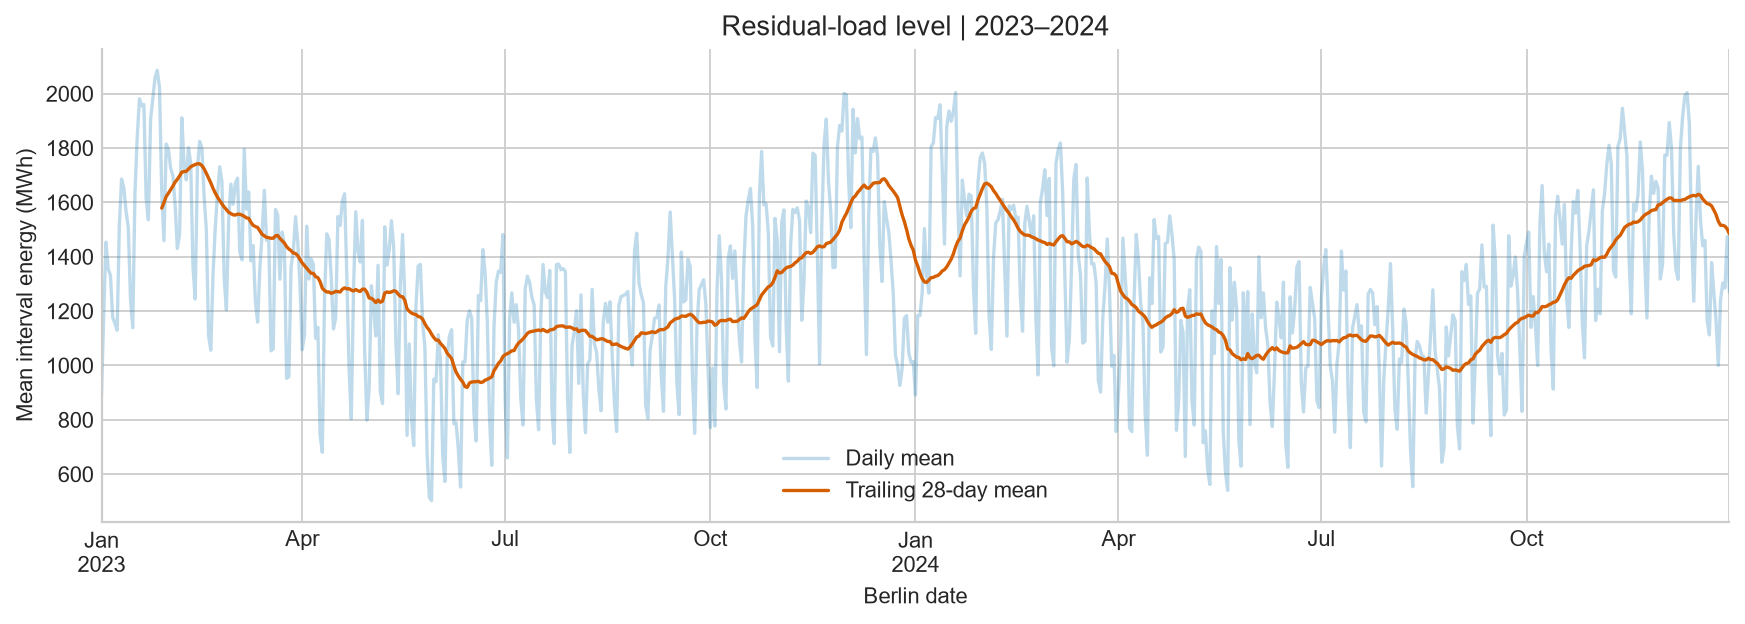 Residual-load level | 2023–2024
Mean interval energy (MWh)
2000
1800
1600
1400
1200
1000
800
600
Daily mean
Trailing 28-day mean
Jan Apr Jul Oct Jan Apr Jul Oct
2023 2024
Berlin date